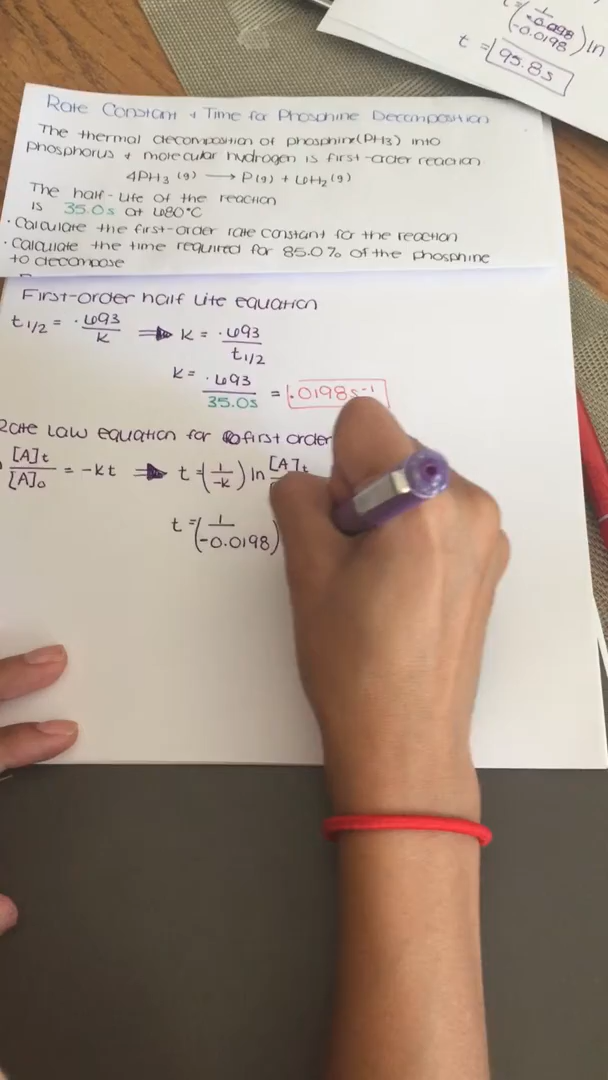 t=(1/-0.0198) ln
t = 95.8s
Rate Constant + Time for Phosphine Decomposition
The thermal decomposition of phosphine (PH3) into
Phosphorus + molecular hydrogen is first-order reaction
4PH3 (g) → P(g) + 6H2(g)
The half-life of the reaction
is 35.0s at 680°C
· Calculate the first-order rate constant for the reaction
· Calculate the time required for 85.0% of the phosphine
to decompose
First-order half life equation
t1/2 = .693/k ⇒ k = .693/t1/2
k = .693/35.0s = .0198s-1
Rate Law equation for first order
[A]t/[A]o = -kt ⇒ t=(1/-k) ln [A]t
t=(1/-0.0198)